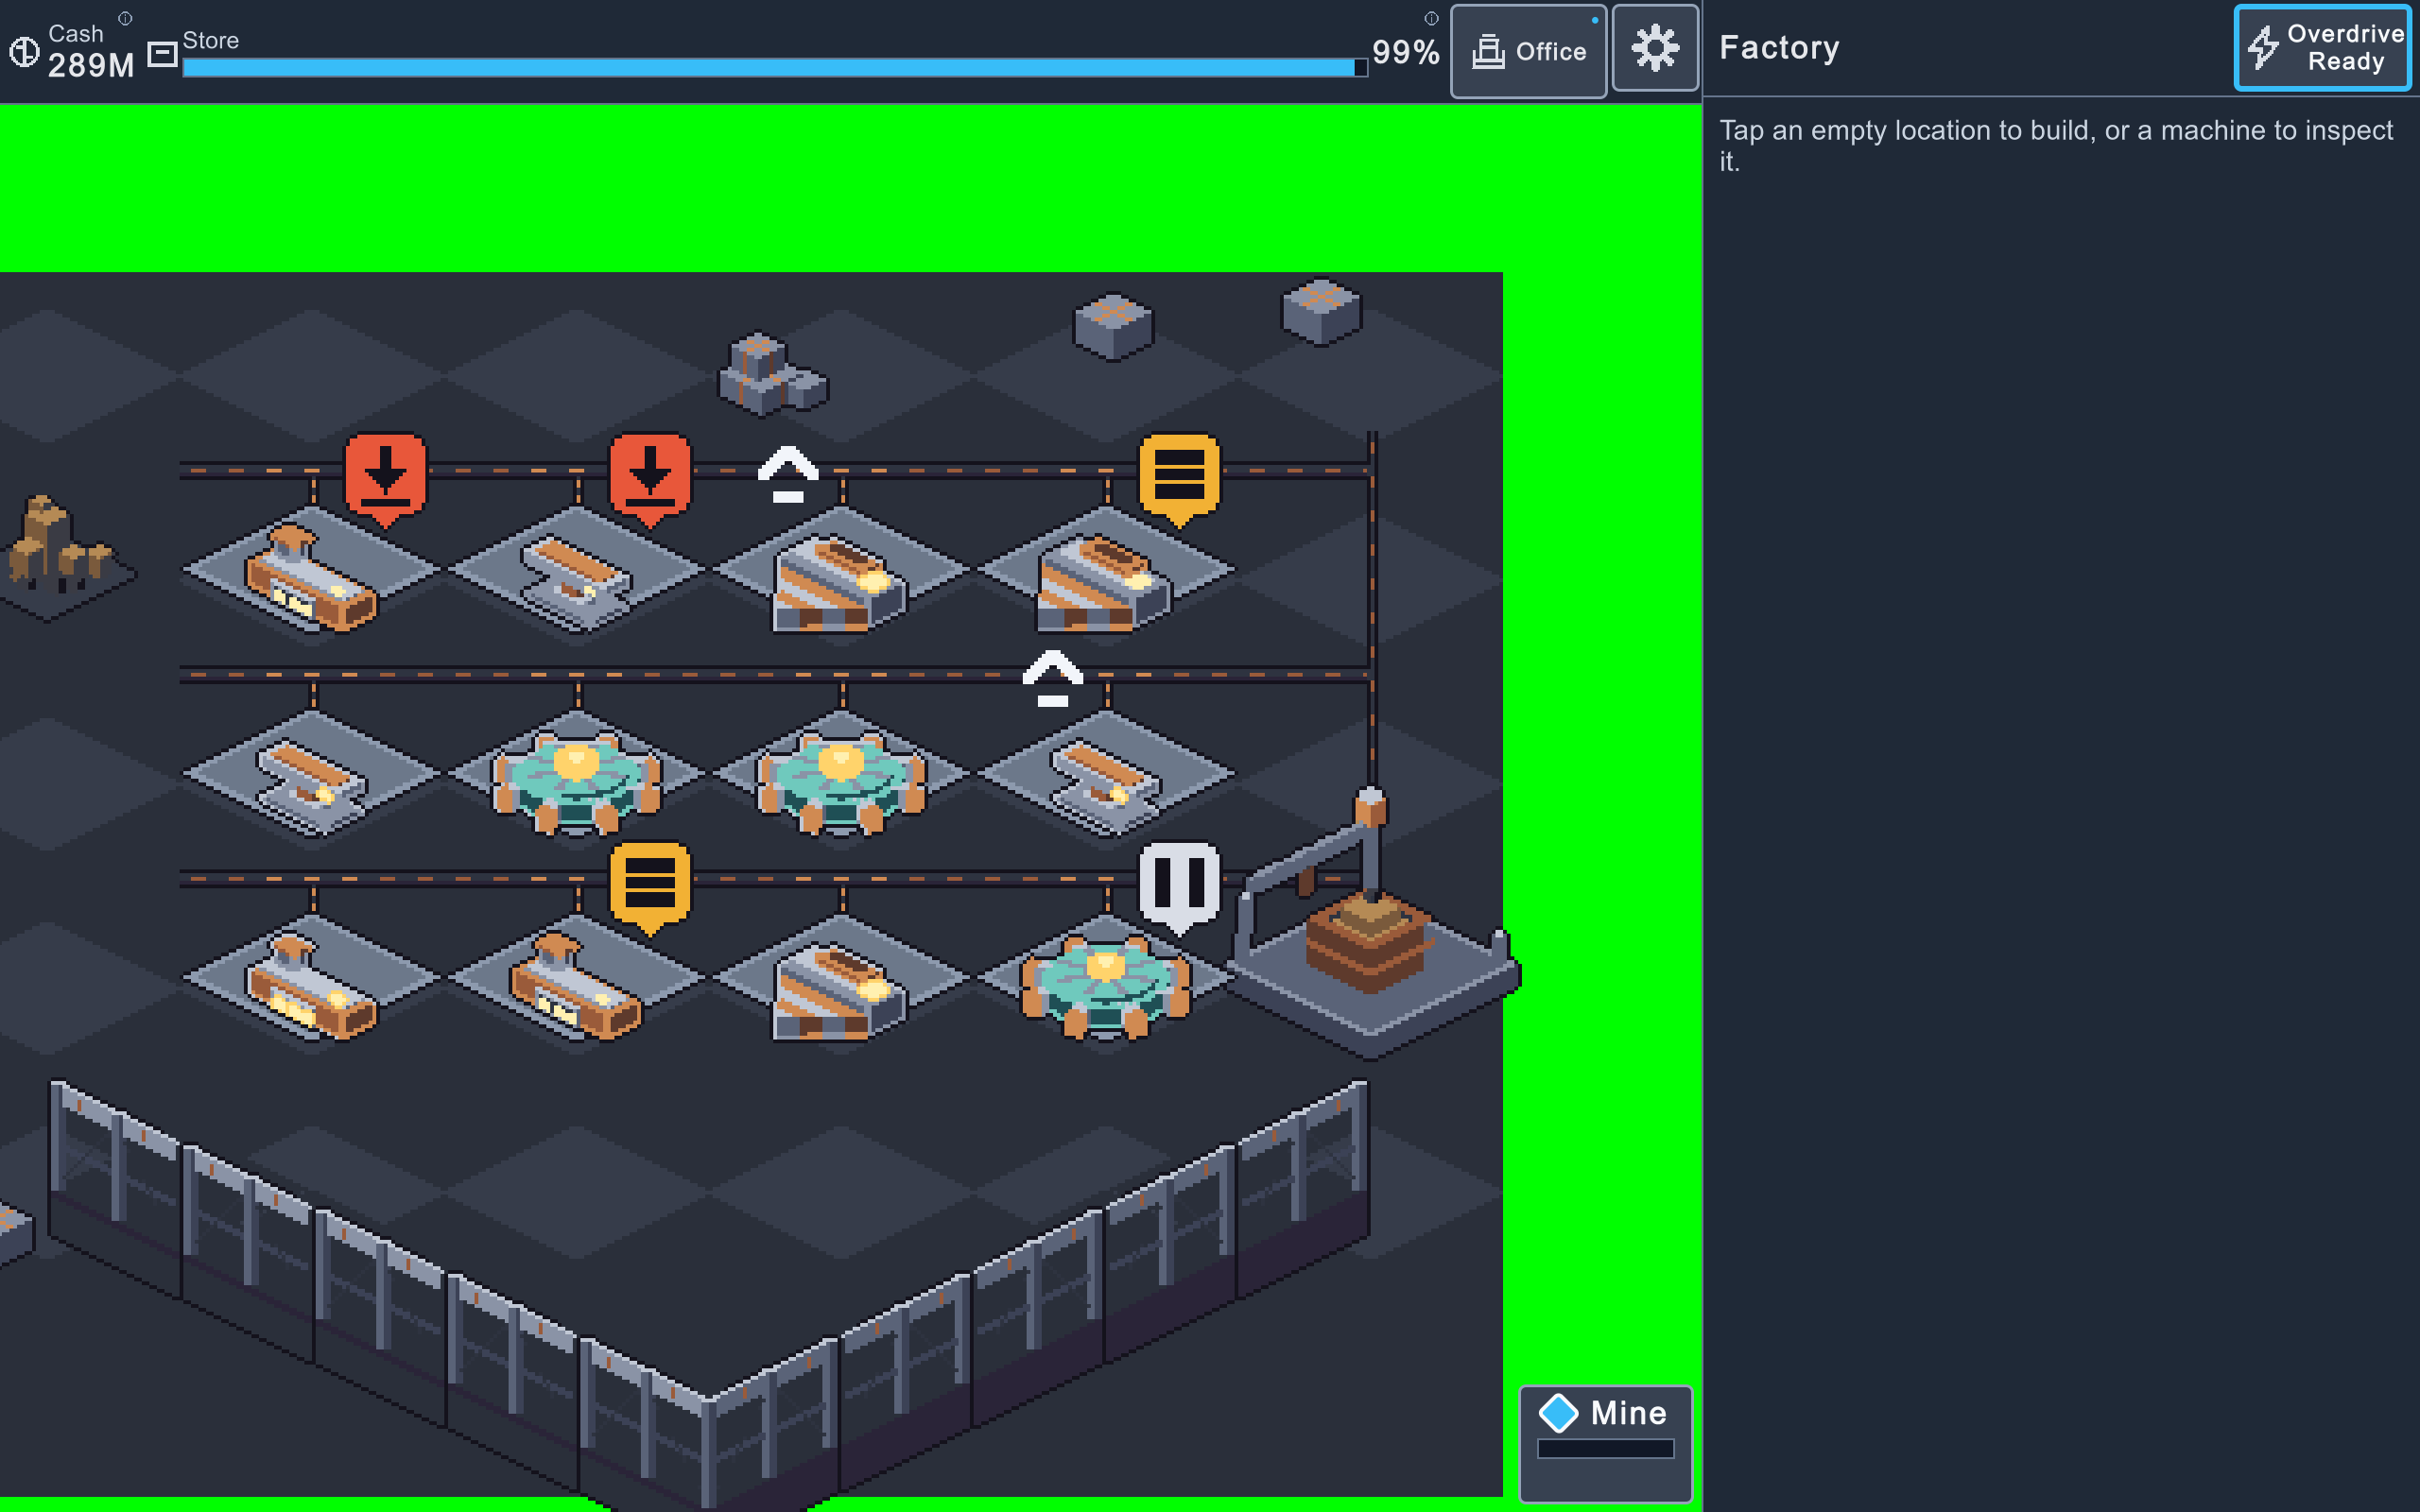 Cash
289M
Store
99%
Office
Factory
Overdrive
Ready
Tap an empty location to build, or a machine to inspect
it.
Mine